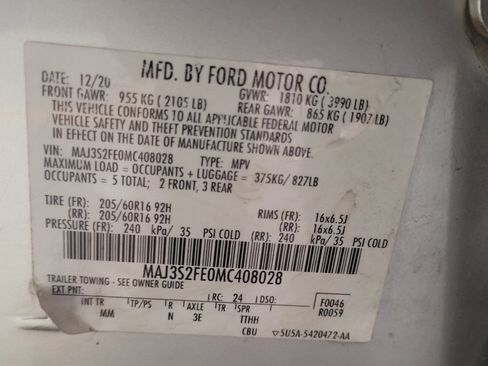 MFD. BY FORD MOTOR CO.
DATE: 12/20
GVWR: 1810 KG ( 3990 LB)
FRONT GAWR: 955 KG ( 2105 LB)
REAR GAWR: 865 KG ( 1907 LB)
THIS VEHICLE CONFORMS TO ALL APPLICABLE FEDERAL MOTOR
VEHICLE SAFETY AND THEFT PREVENTION STANDARDS
IN EFFECT ON THE DATE OF MANUFACTURE SHOWN ABOVE.
VIN: MAJ3S2FE0MC408028 TYPE: MPV
MAXIMUM LOAD = OCCUPANTS + LUGGAGE = 375KG/ 827LB
OCCUPANTS = 5 TOTAL; 2 FRONT, 3 REAR
TIRE (FR): 205/60R16 92H RIMS (FR): 16x6.5J
(RR): 205/60R16 92H (RR): 16x6.5J
PRESSURE (FR): 240 kPa/ 35 PSI COLD (RR): 240 kPa/ 35 PSI COLD
MAJ3S2FE0MC408028
TRAILER TOWING - SEE OWNER GUIDE
EXT PNT: RC: 24 DSO: F0046
R0059
INT TR TP/PS R AXLE TR SPR
MM N 3E TTHH
CBU 5U5A-5420472-AA